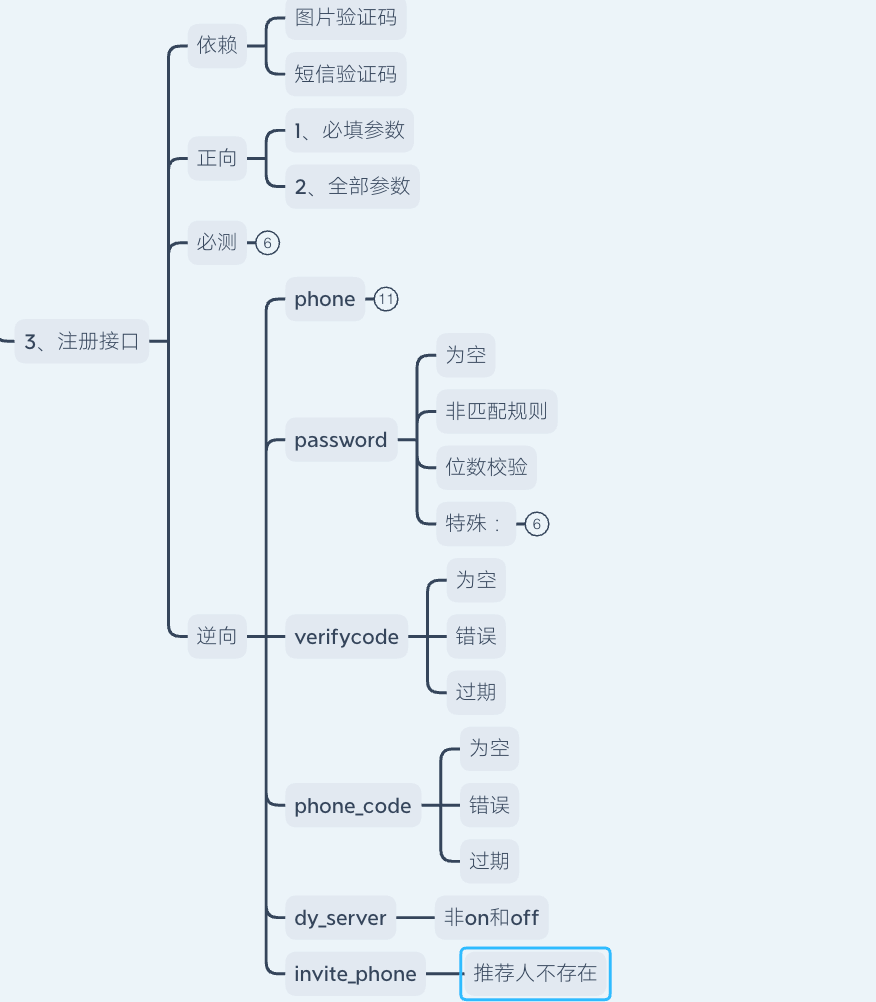 图片验证码
依赖
短信验证码
1、必填参数
正向
2、全部参数
必测 6
phone 11
3、注册接口
为空
非匹配规则
password
位数校验
特殊： 6
为空
逆向
verifycode
错误
过期
为空
phone_code
错误
过期
dy_server
非on和off
invite_phone
推荐人不存在